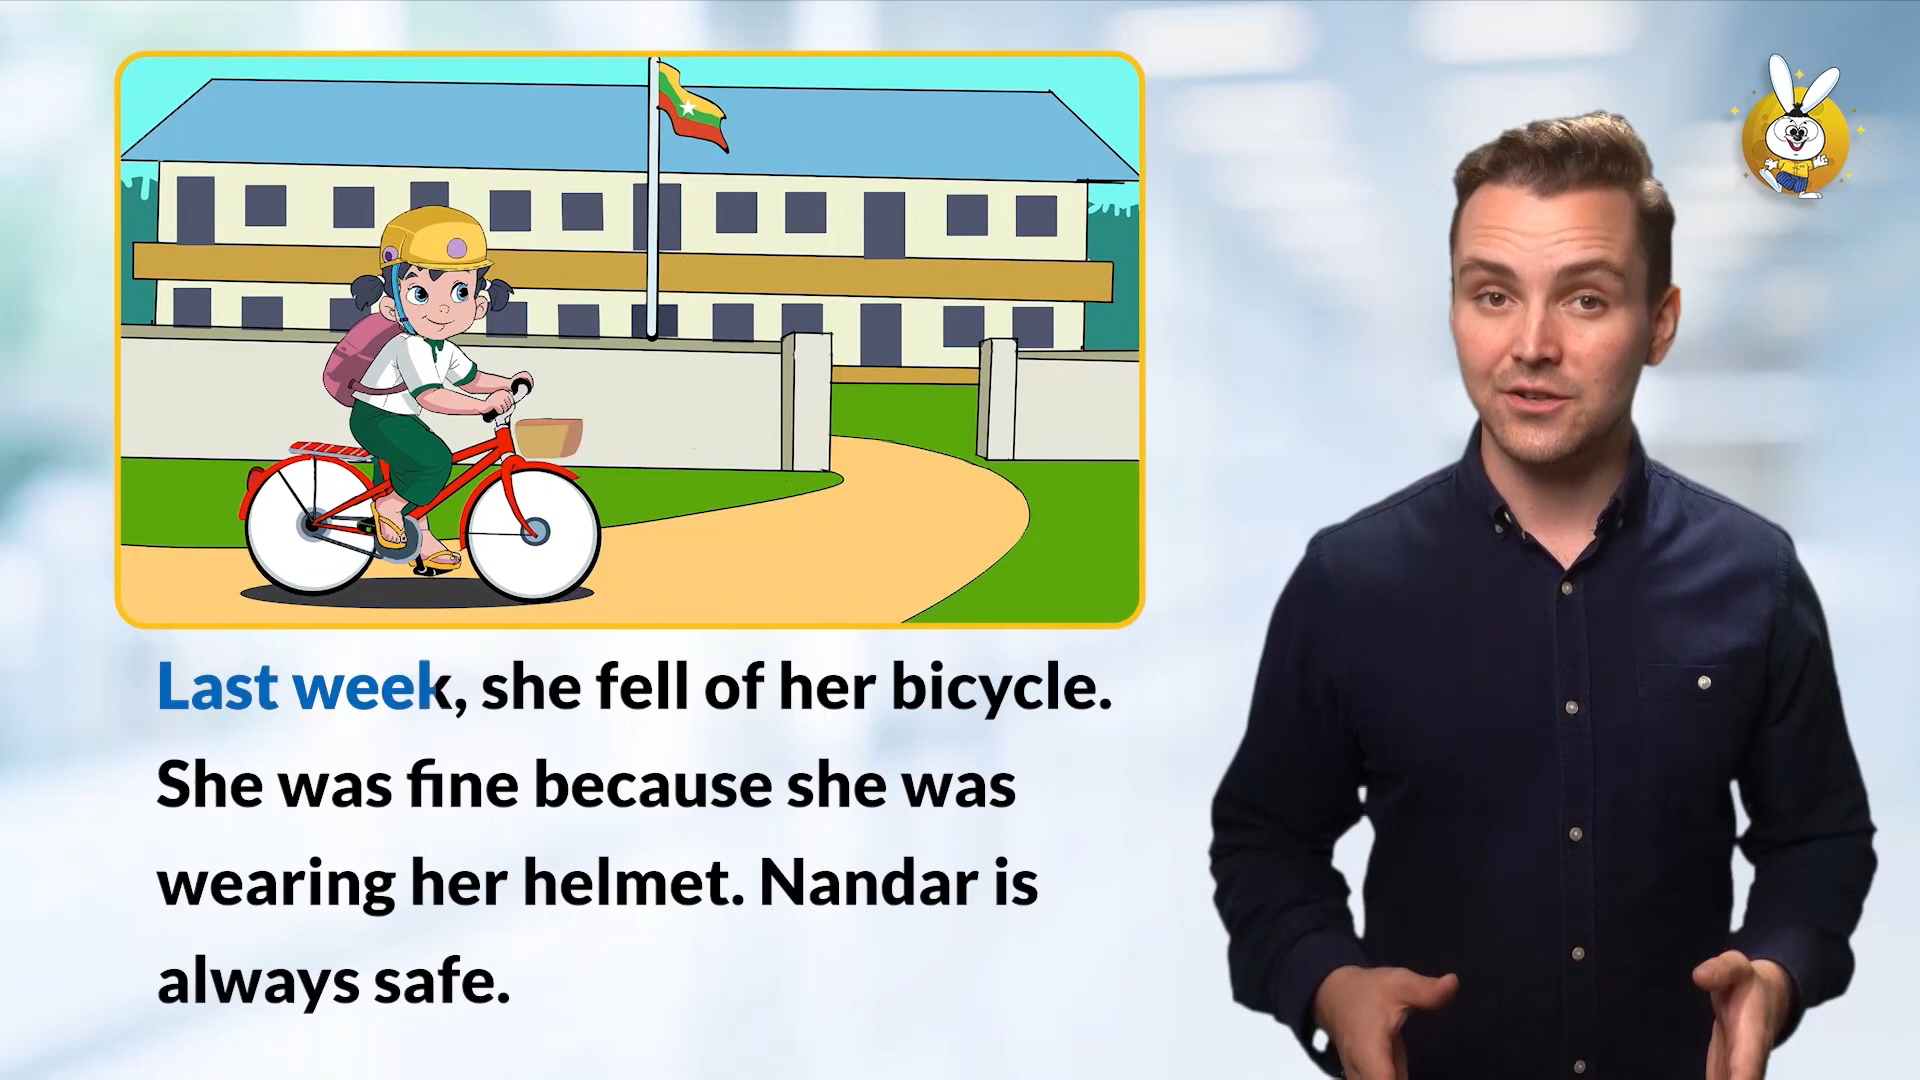 Last week, she fell of her bicycle.
She was fine because she was
wearing her helmet. Nandar is
always safe.